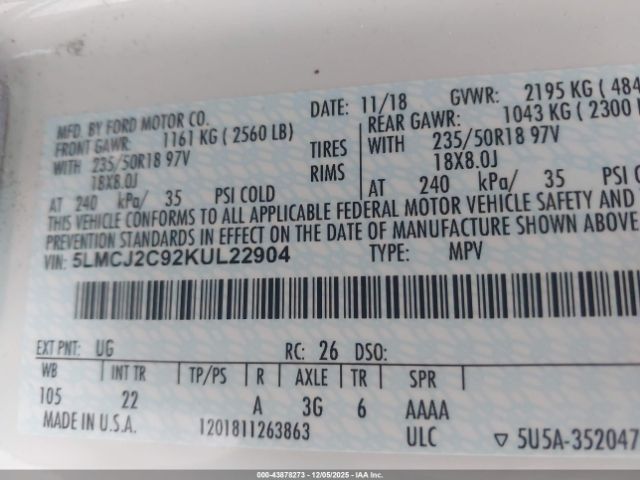 MFD. BY FORD MOTOR CO.
DATE: 11/18 GVWR: 2195 KG ( 484
FRONT GAWR: 1161 KG ( 2560 LB)
REAR GAWR: 1043 KG ( 2300
WITH 235/50R18 97V TIRES WITH 235/50R18 97V
18X8.0J RIMS 18X8.0J
AT 240 kPa/ 35 PSI COLD AT 240 kPa/ 35 PSI C
THIS VEHICLE CONFORMS TO ALL APPLICABLE FEDERAL MOTOR VEHICLE SAFETY AND
PREVENTION STANDARDS IN EFFECT ON THE DATE OF MANUFACTURE SHOWN ABOVE.
VIN: 5LMCJ2C92KUL22904 TYPE: MPV
EXT PNT: UG RC: 26 DSO:
WB INT TR TP/PS R AXLE TR SPR
105 22 A 3G 6 AAAA
MADE IN U.S.A. 1201811263863 ULC ▽ 5U5A-352047
000-43878273 - 12/05/2025 - IAA Inc.